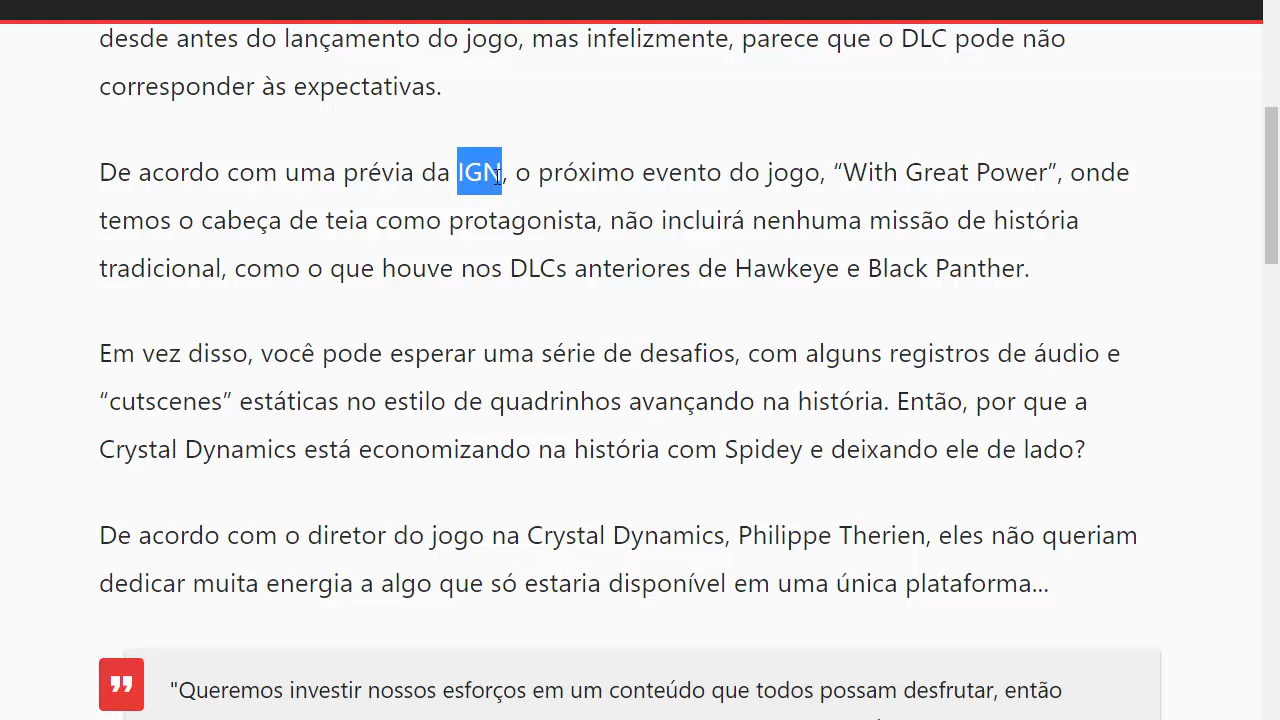 desde antes do lançamento do jogo, mas infelizmente, parece que o DLC pode não
corresponder às expectativas.
De acordo com uma prévia da IGN, o próximo evento do jogo, “With Great Power”, onde
temos o cabeça de teia como protagonista, não incluirá nenhuma missão de história
tradicional, como o que houve nos DLCs anteriores de Hawkeye e Black Panther.
Em vez disso, você pode esperar uma série de desafios, com alguns registros de áudio e
“cutscenes” estáticas no estilo de quadrinhos avançando na história. Então, por que a
Crystal Dynamics está economizando na história com Spidey e deixando ele de lado?
De acordo com o diretor do jogo na Crystal Dynamics, Philippe Therien, eles não queriam
dedicar muita energia a algo que só estaria disponível em uma única plataforma...
"Queremos investir nossos esforços em um conteúdo que todos possam desfrutar, então